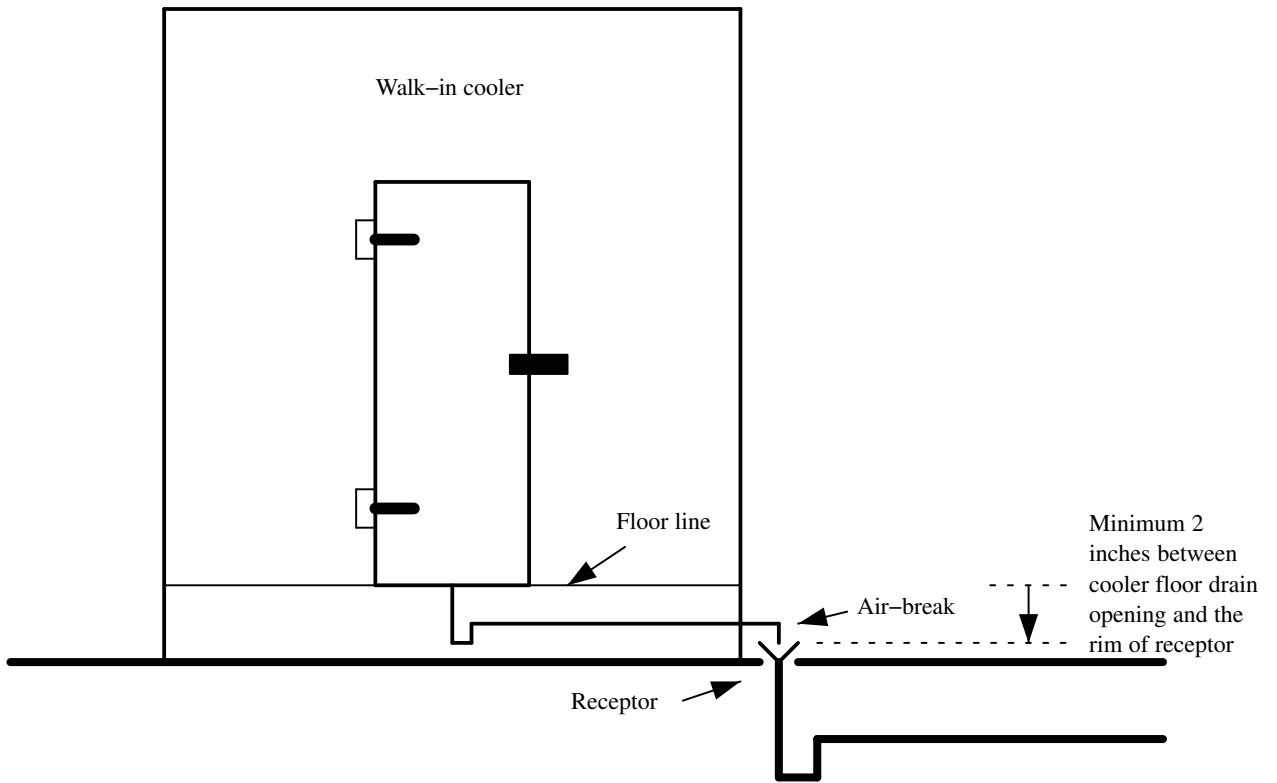 Walk−in cooler
Floor line
Minimum 2
inches between
cooler floor drain
opening and the
rim of receptor
Air−break
Receptor